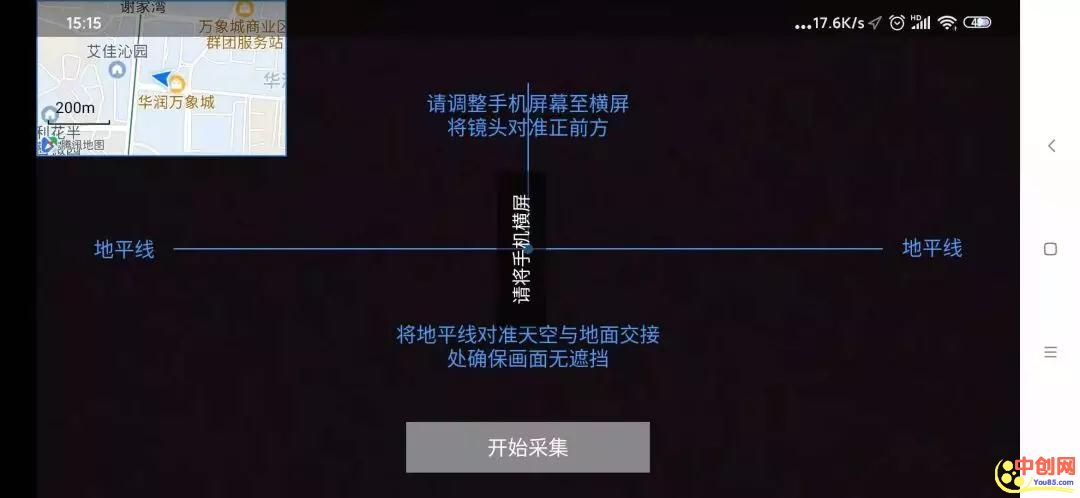 15:15
17.6K/s
HD
谢家湾
万象城商业区
群团服务站
艾佳沁园
华润万象城
200m
利花半
腾讯地图
请调整手机屏幕至横屏
将镜头对准正前方
请将手机横屏
地平线
地平线
将地平线对准天空与地面交接
处确保画面无遮挡
开始采集
中创网
You85.com